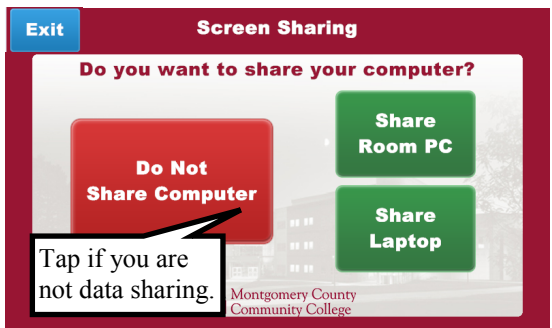 Exit
Screen Sharing
Do you want to share your computer?
Do Not
Share Computer
Share
Room PC
Share
Laptop
Tap if you are
not data sharing.
Montgomery County
Community College